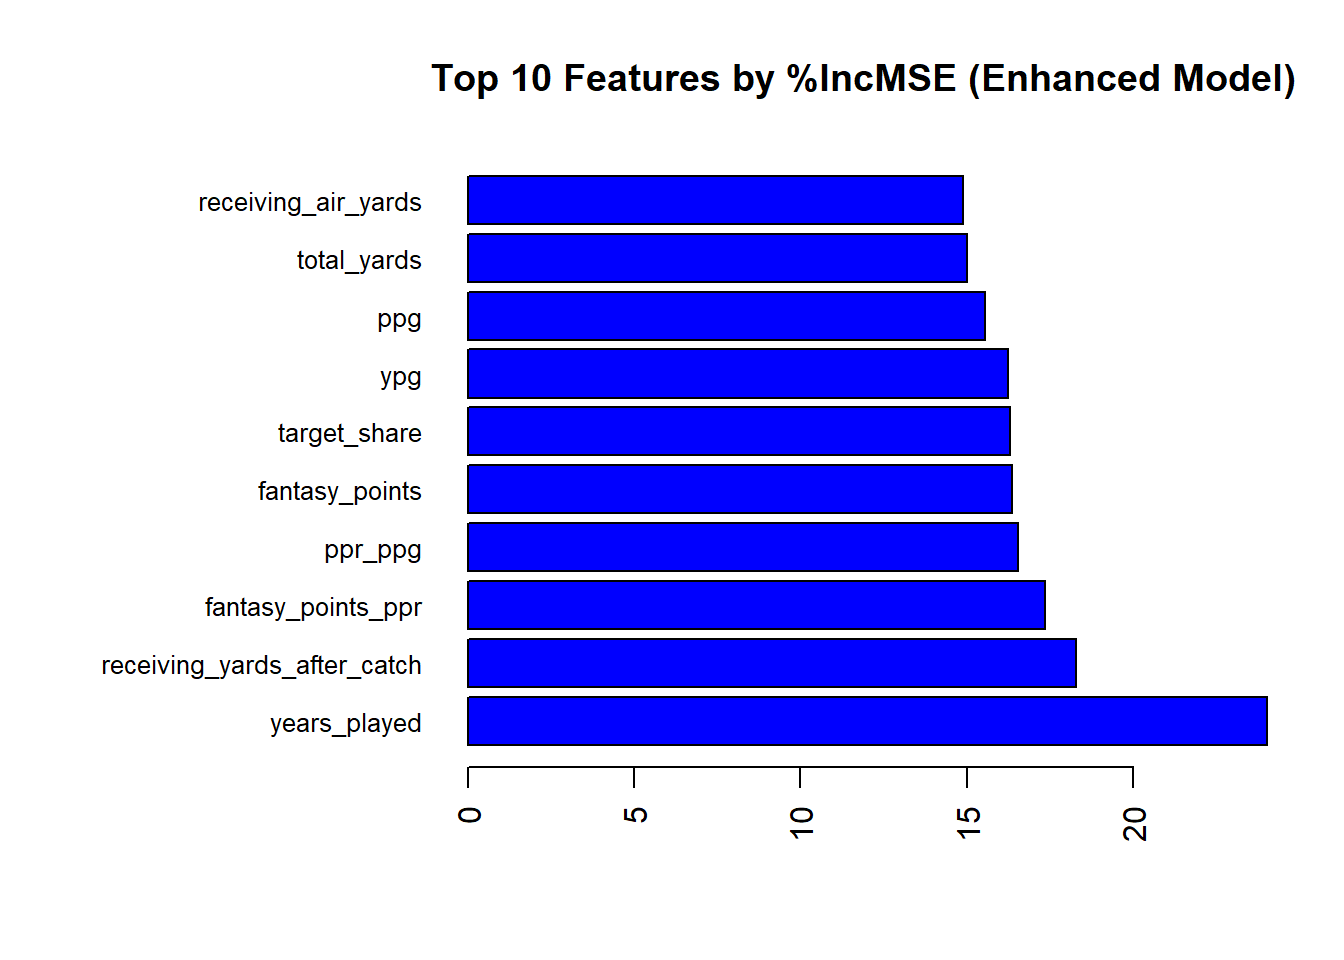 Top 10 Features by %IncMSE (Enhanced Model)
receiving_air_yards
total_yards
ppg
ypg
target_share
fantasy_points
ppr_ppg
fantasy_points_ppr
receiving_yards_after_catch
years_played
0 5 10 15 20